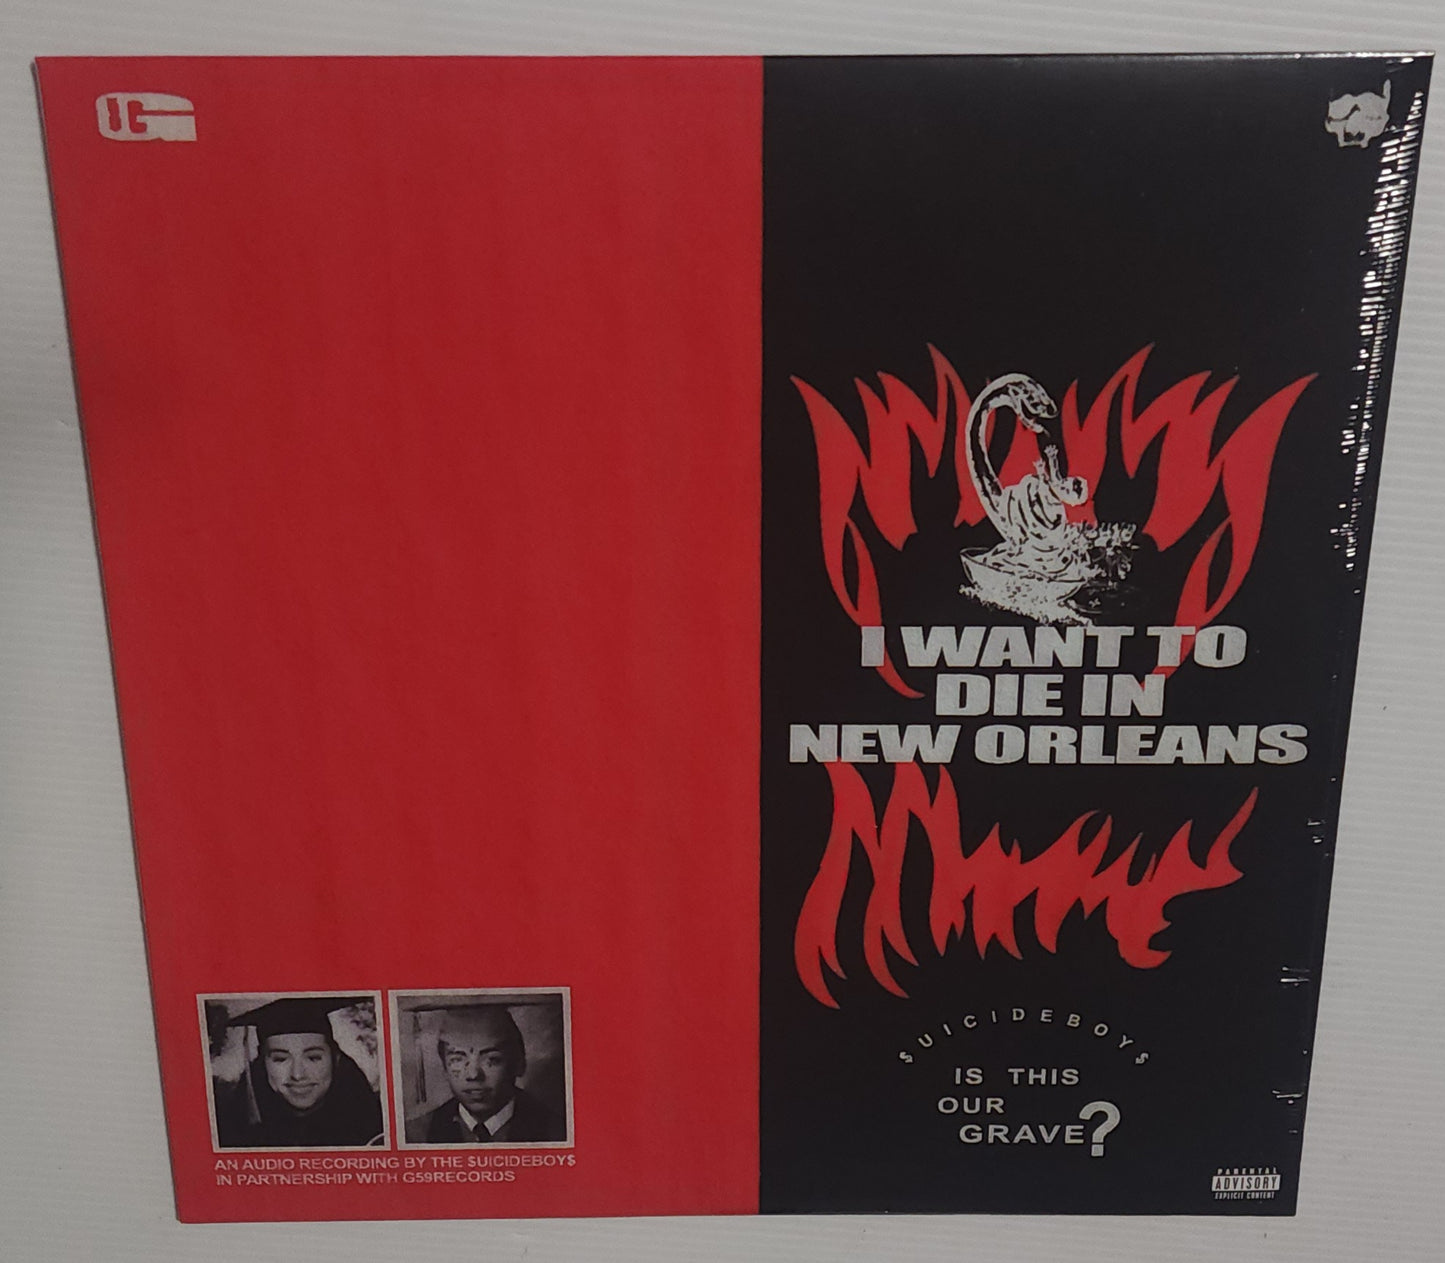 I WANT TO
DIE IN
NEW ORLEANS
$UICIDEBOY$
IS THIS
OUR
GRAVE?
AN AUDIO RECORDING BY THE $UICIDEBOY$
IN PARTNERSHIP WITH G59RECORDS
PARENTAL
ADVISORY
EXPLICIT CONTENT